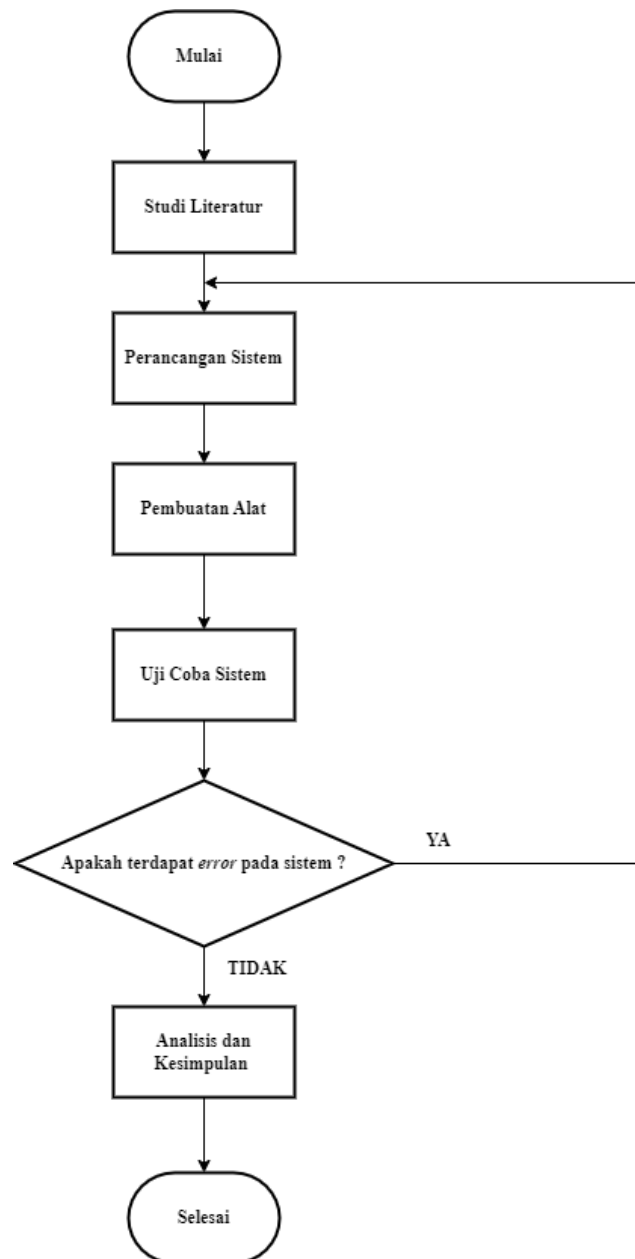 Mulai
Studi Literatur
Perancangan Sistem
Pembuatan Alat
Uji Coba Sistem
Apakah terdapat error pada sistem ?
YA
TIDAK
Analisis dan
Kesimpulan
Selesai